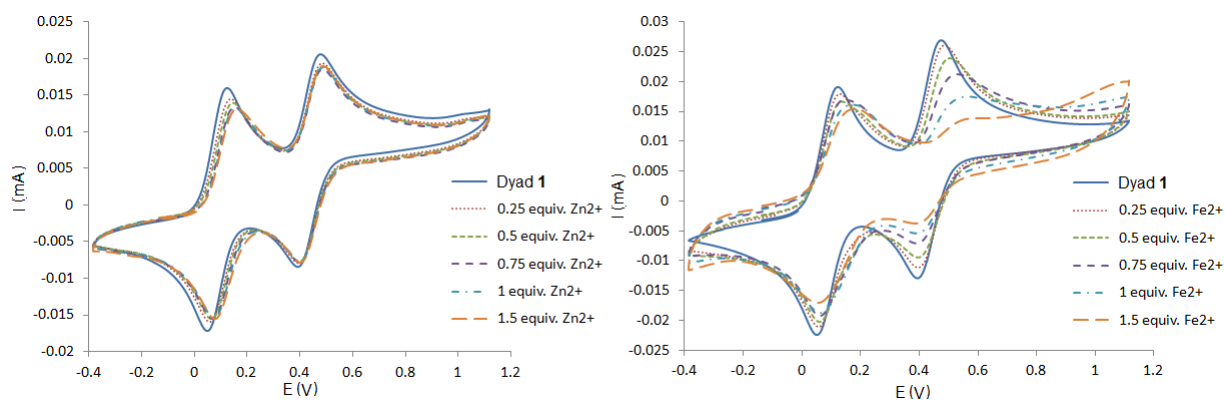 0.025
0.02
0.015
0.01
0.005
0
-0.005
-0.01
-0.015
-0.02
I (mA)
-0.4 -0.2 0 0.2 0.4 0.6 0.8 1 1.2
E (V)
Dyad 1
0.25 equiv. Zn2+
0.5 equiv. Zn2+
0.75 equiv. Zn2+
1 equiv. Zn2+
1.5 equiv. Zn2+
0.03
0.025
0.02
0.015
0.01
0.005
0
-0.005
-0.01
-0.015
-0.02
-0.025
I (mA)
-0.4 -0.2 0 0.2 0.4 0.6 0.8 1 1.2
E (V)
Dyad 1
0.25 equiv. Fe2+
0.5 equiv. Fe2+
0.75 equiv. Fe2+
1 equiv. Fe2+
1.5 equiv. Fe2+